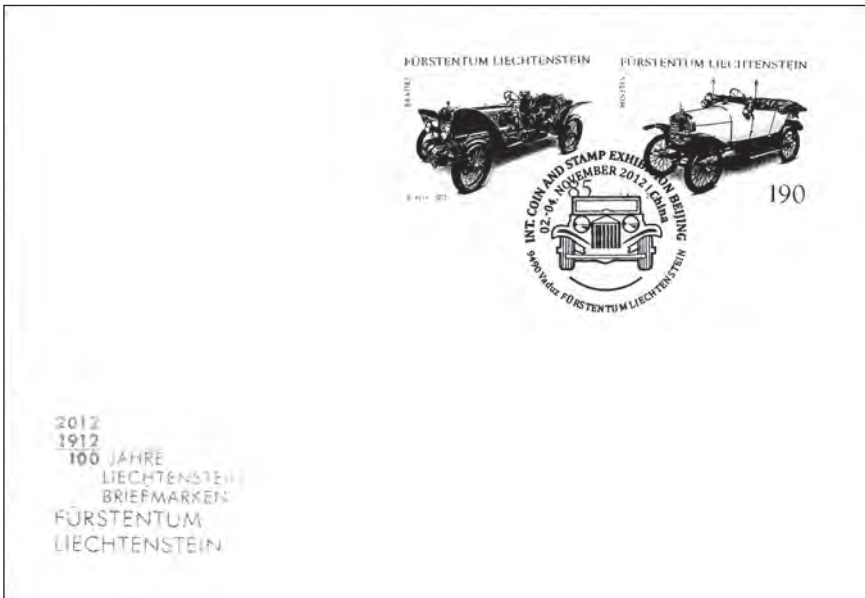 FÜRSTENTUM LIECHTENSTEIN
FÜRSTENTUM LIECHTENSTEIN
190
85
INT. COIN AND STAMP EXHIBITION BEIJING
02.-04. NOVEMBER 2012 | China
9490 Vaduz FÜRSTENTUM LIECHTENSTEIN
2012
1912
100 JAHRE
LIECHTENSTEIN
BRIEFMARKEN
FÜRSTENTUM
LIECHTENSTEIN